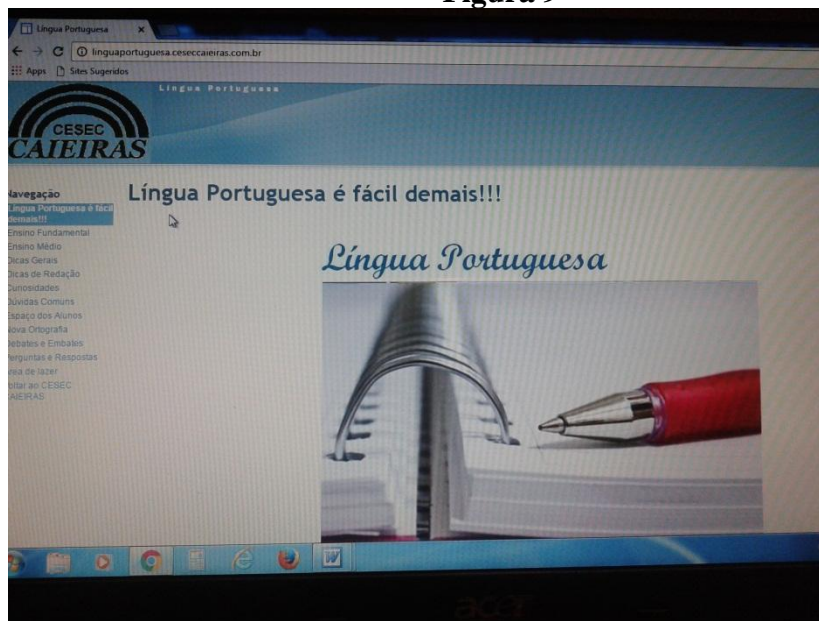 Figura 9
Língua Portuguesa
linguaportuguesa.ceseccaieiras.com.br
Apps Sites Sugeridos
Língua Portuguesa
CESEC
CAIEIRAS
Navegação
Língua Portuguesa é fácil
demais!!!
Ensino Fundamental
Ensino Médio
Dicas Gerais
Dicas de Redação
Curiosidades
Dúvidas Comuns
Espaço dos Alunos
Nova Ortografia
Debates e Embates
Perguntas e Respostas
Área de lazer
Voltar ao CESEC
CAIEIRAS
Língua Portuguesa é fácil demais!!!
Língua Portuguesa
acer